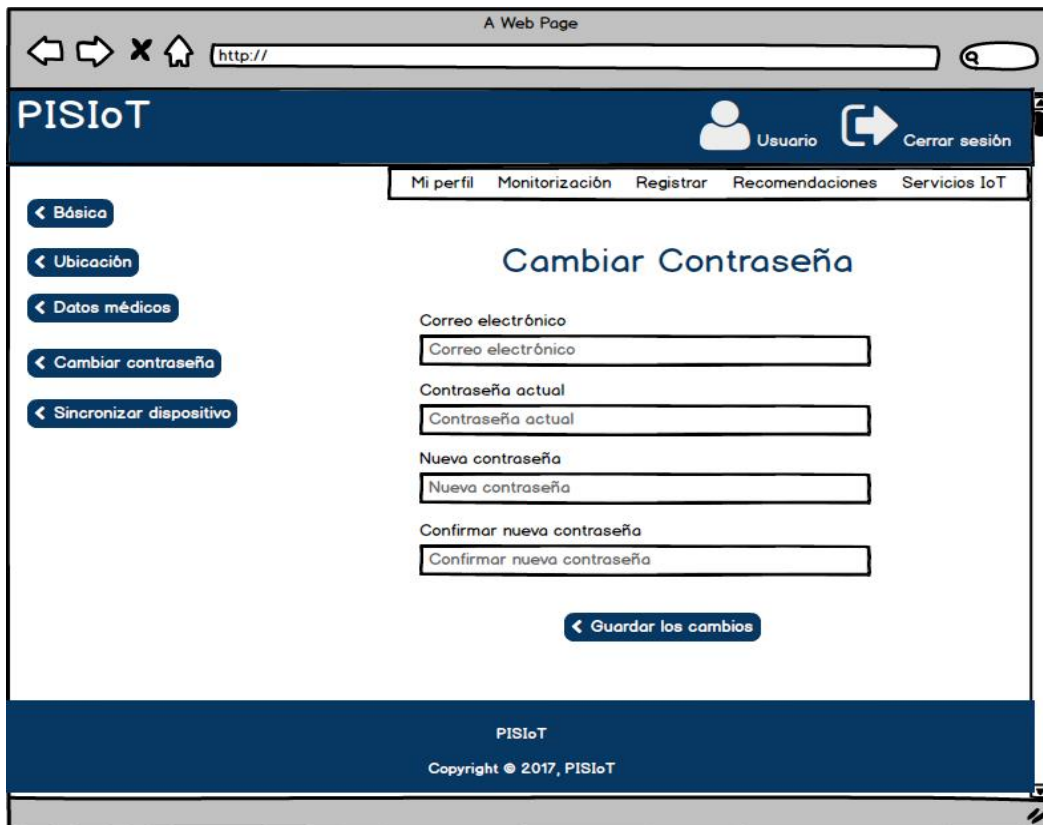 A Web Page
http://
PISIoT
Usuario
Cerrar sesión
Mi perfil Monitorización Registrar Recomendaciones Servicios IoT
Básica
Ubicación
Datos médicos
Cambiar contraseña
Sincronizar dispositivo
Cambiar Contraseña
Correo electrónico
Correo electrónico
Contraseña actual
Contraseña actual
Nueva contraseña
Nueva contraseña
Confirmar nueva contraseña
Confirmar nueva contraseña
Guardar los cambios
PISIoT
Copyright © 2017, PISIoT